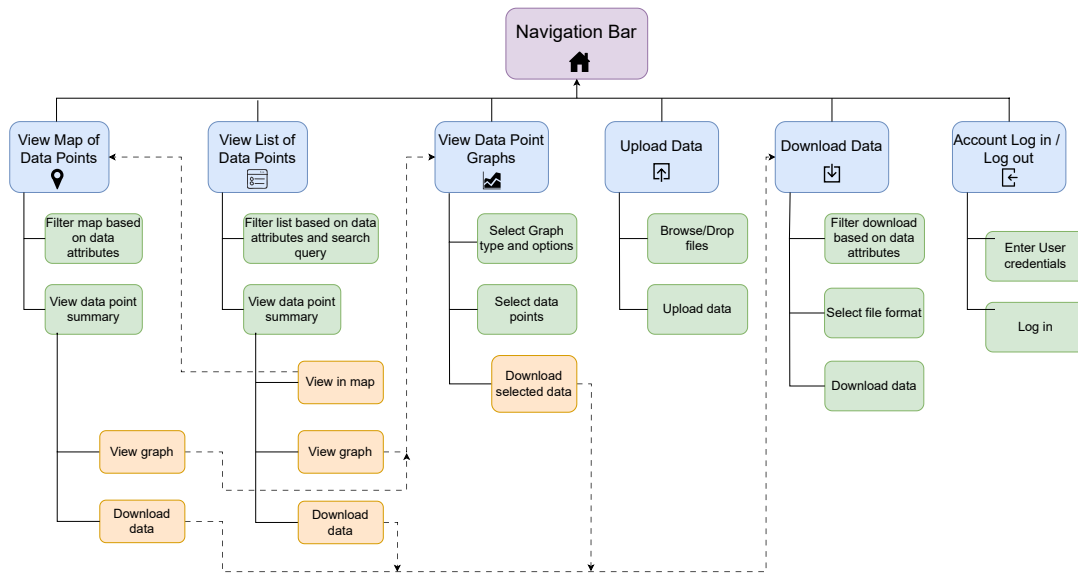 Navigation Bar
View Map of
Data Points
View List of
Data Points
View Data Point
Graphs
Upload Data
Download Data
Account Log in /
Log out
Filter map based
on data
attributes
View data point
summary
View graph
Download
data
Filter list based on data
attributes and search
query
View data point
summary
View in map
View graph
Download
data
Select Graph
type and options
Select data
points
Download
selected data
Browse/Drop
files
Upload data
Filter download
based on data
attributes
Select file format
Download data
Enter User
credentials
Log in